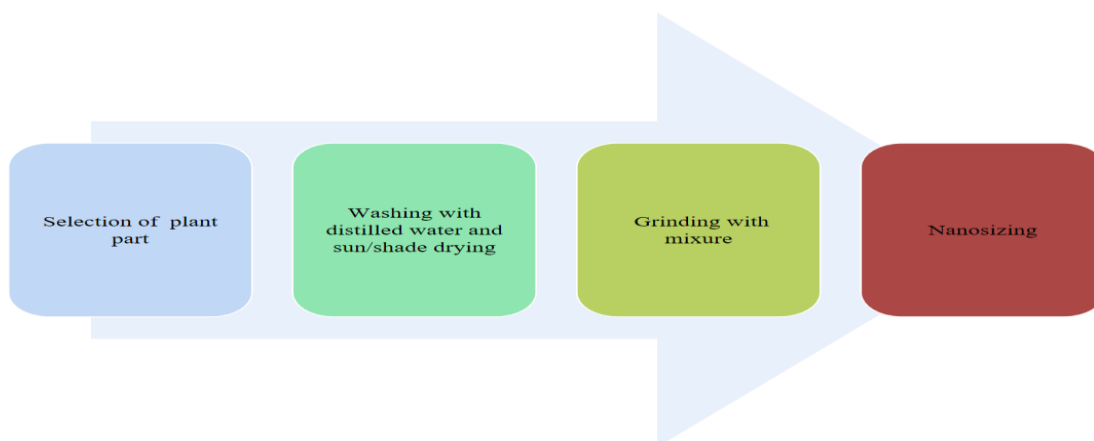 Selection of plant
part
Washing with
distilled water and
sun/shade drying
Grinding with
mixure
Nanosizing